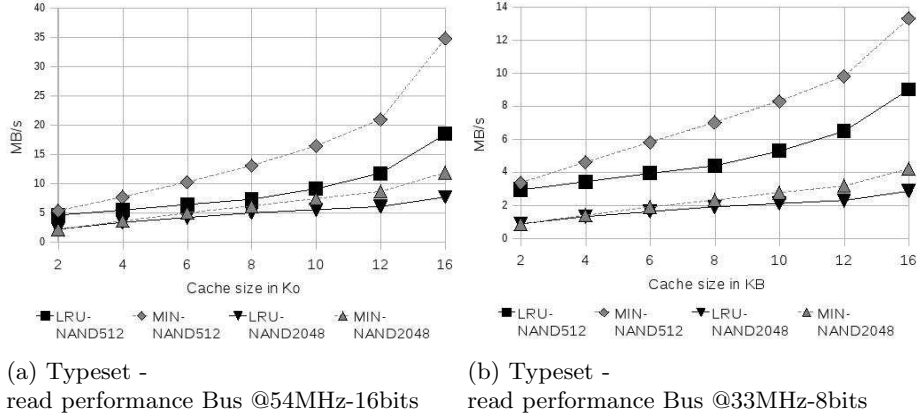 40
35
30
25
20
15
10
5
0
MB/s
2 4 6 8 10 12 16
Cache size in Ko
LRU-NAND512 MIN-NAND512 LRU-NAND2048 MIN-NAND2048
14
12
10
8
6
4
2
0
MB/s
2 4 6 8 10 12 16
Cache size in KB
LRU-NAND512 MIN-NAND512 LRU-NAND2048 MIN-NAND2048
(a) Typeset -
read performance Bus @54MHz-16bits
(b) Typeset -
read performance Bus @33MHz-8bits